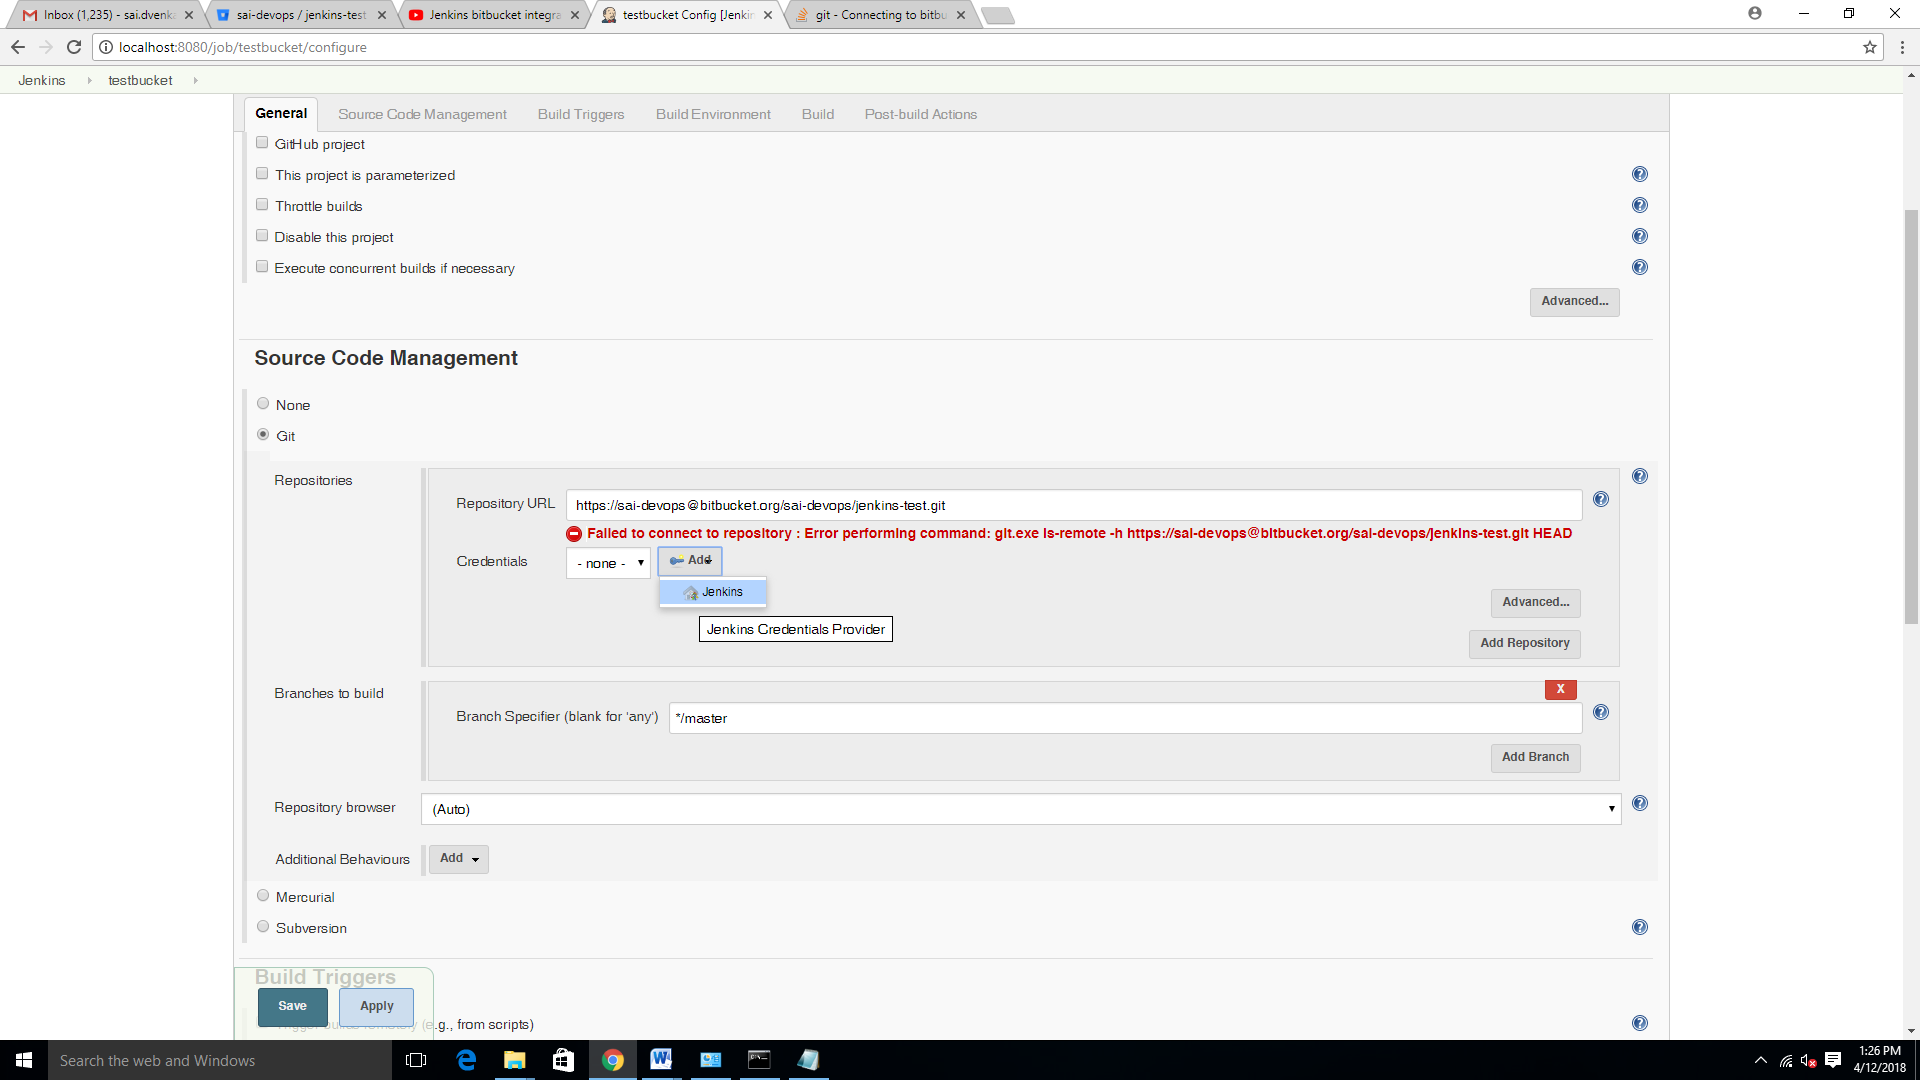 Inbox (1,235) - sai.dvenk
sai-devops / jenkins-test
Jenkins bitbucket integra
testbucket Config [Jenkin
git - Connecting to bitbu
localhost:8080/job/testbucket/configure
Jenkins testbucket
General Source Code Management Build Triggers Build Environment Build Post-build Actions
GitHub project
This project is parameterized
Throttle builds
Disable this project
Execute concurrent builds if necessary
Advanced...
Source Code Management
None
Git
Repositories
Repository URL https://sai-devops@bitbucket.org/sai-devops/jenkins-test.git
Failed to connect to repository : Error performing command: git.exe ls-remote -h https://sai-devops@bitbucket.org/sai-devops/jenkins-test.git HEAD
Credentials - none - Add
Jenkins
Jenkins Credentials Provider
Advanced...
Add Repository
Branches to build
X
Branch Specifier (blank for 'any') */master
Add Branch
Repository browser (Auto)
Additional Behaviours Add
Mercurial
Subversion
Build Triggers
Save Apply
Trigger builds remotely (e.g., from scripts)
Search the web and Windows
1:26 PM
4/12/2018